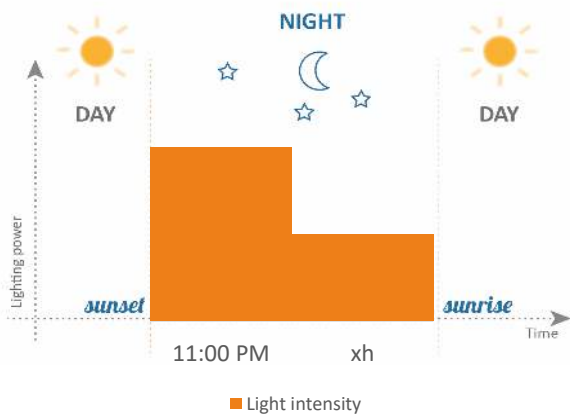 NIGHT
DAY
DAY
Lighting power
sunset
sunrise
Time
11:00 PM
xh
Light intensity